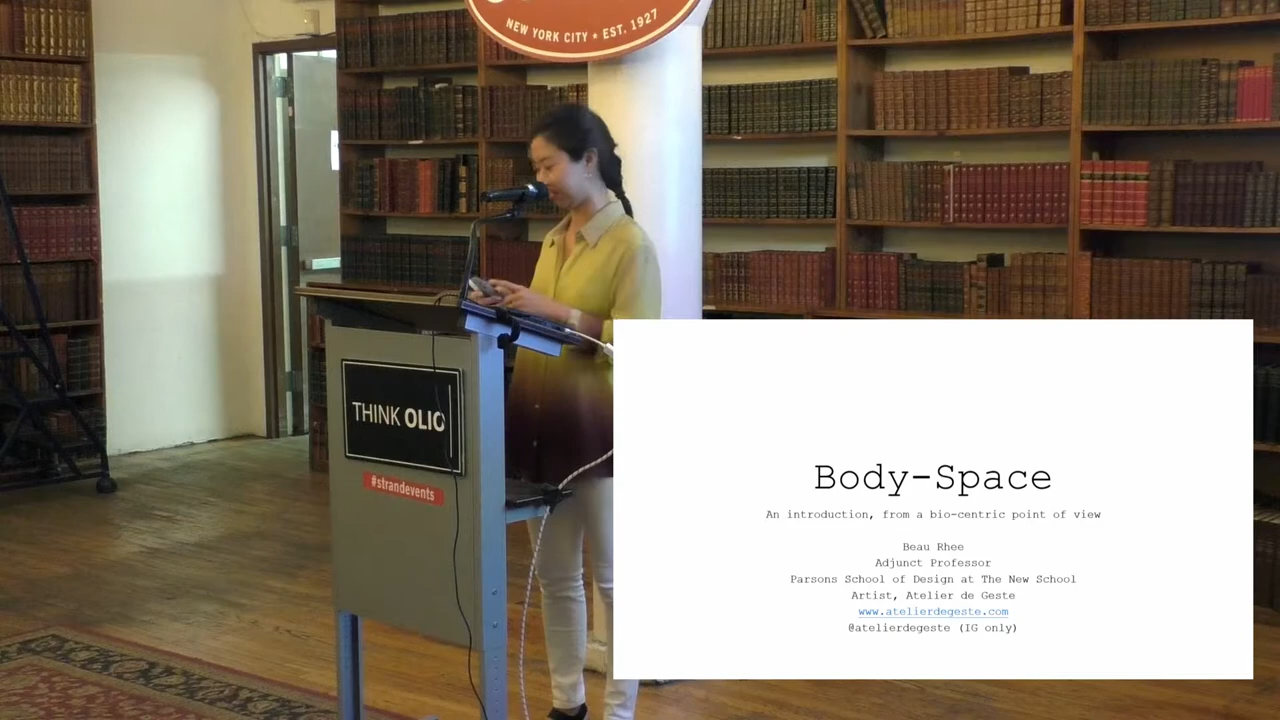 NEW YORK CITY ★ EST. 1927
THINK OLIO
#strandevents
Body-Space
An introduction, from a bio-centric point of view
Beau Rhee
Adjunct Professor
Parsons School of Design at The New School
Artist, Atelier de Geste
www.atelierdegeste.com
@atelierdegeste (IG only)